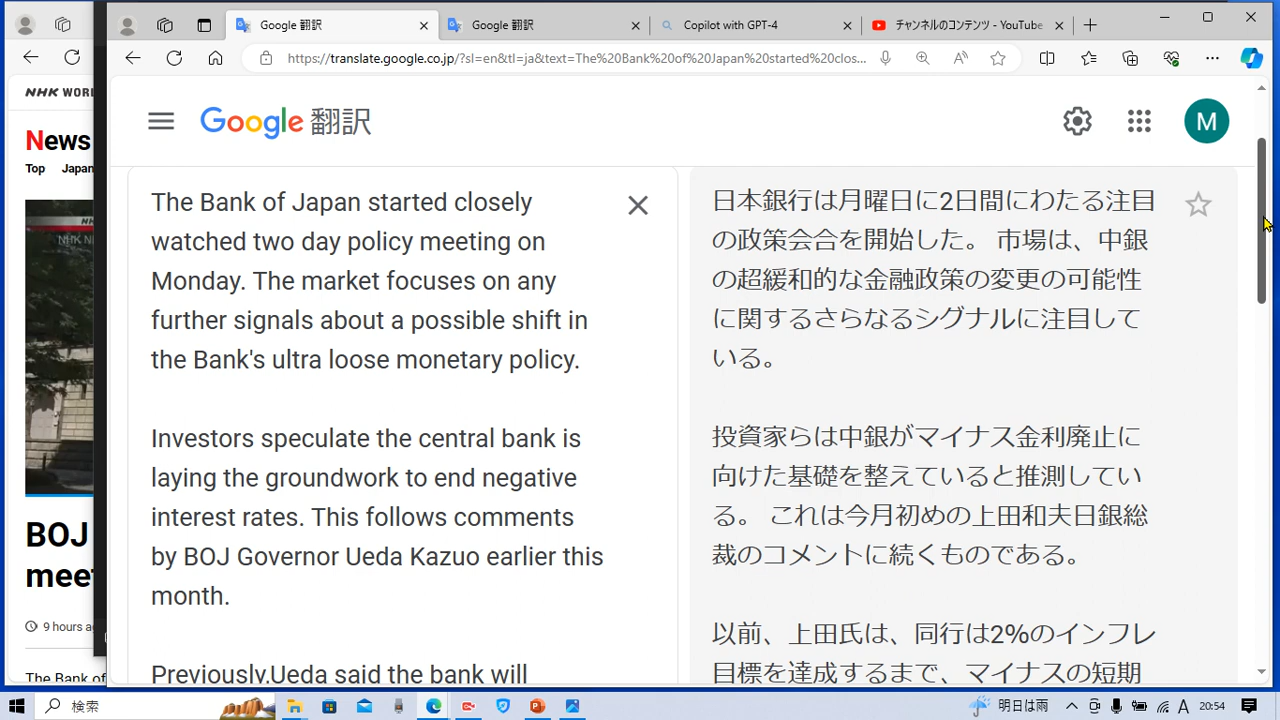 Google 翻訳
Google 翻訳
Copilot with GPT-4
チャンネルのコンテンツ - YouTube
https://translate.google.co.jp/?sl=en&tl=ja&text=The%20Bank%20of%20Japan%20started%20clos...
NHK WORL
News
Top Japan
BOJ
meet
9 hours a
The Bank of
Google 翻訳
M
The Bank of Japan started closely
watched two day policy meeting on
Monday. The market focuses on any
further signals about a possible shift in
the Bank's ultra loose monetary policy.
Investors speculate the central bank is
laying the groundwork to end negative
interest rates. This follows comments
by BOJ Governor Ueda Kazuo earlier this
month.
Previously.Ueda said the bank will
日本銀行は月曜日に2日間にわたる注目
の政策会合を開始した。 市場は、中銀
の超緩和的な金融政策の変更の可能性
に関するさらなるシグナルに注目して
いる。
投資家らは中銀がマイナス金利廃止に
向けた基礎を整えていると推測してい
る。 これは今月初めの上田和夫日銀総
裁のコメントに続くものである。
以前、上田氏は、同行は2%のインフレ
目標を達成するまで、マイナスの短期
検索
明日は雨
A
20:54